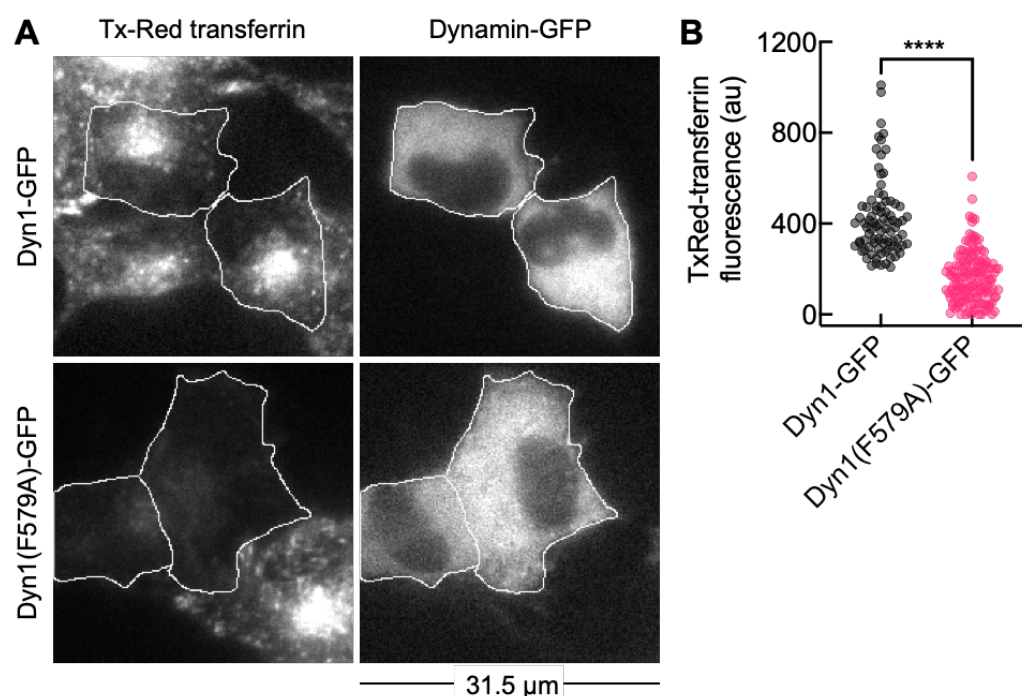 A
Tx-Red transferrin
Dynamin-GFP
Dyn1-GFP
Dyn1(F579A)-GFP
31.5 µm
B
TxRed-transferrin
fluorescence (au)
1200
800
400
0
****
Dyn1-GFP
Dyn1(F579A)-GFP